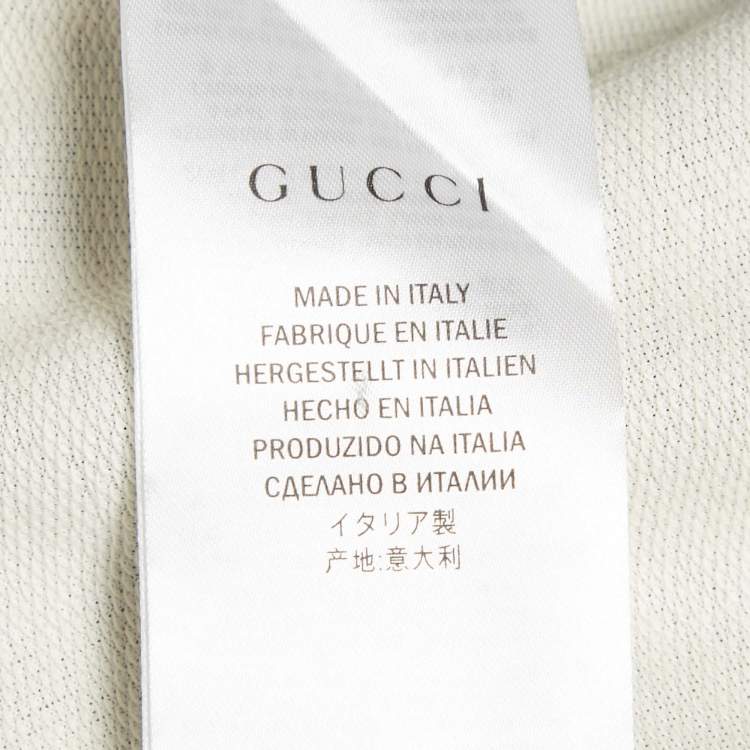 GUCCI
MADE IN ITALY
FABRIQUE EN ITALIE
HERGESTELLT IN ITALIEN
HECHO EN ITALIA
PRODUZIDO NA ITALIA
СДЕЛАНО В ИТАЛИИ
イタリア製
产地:意大利